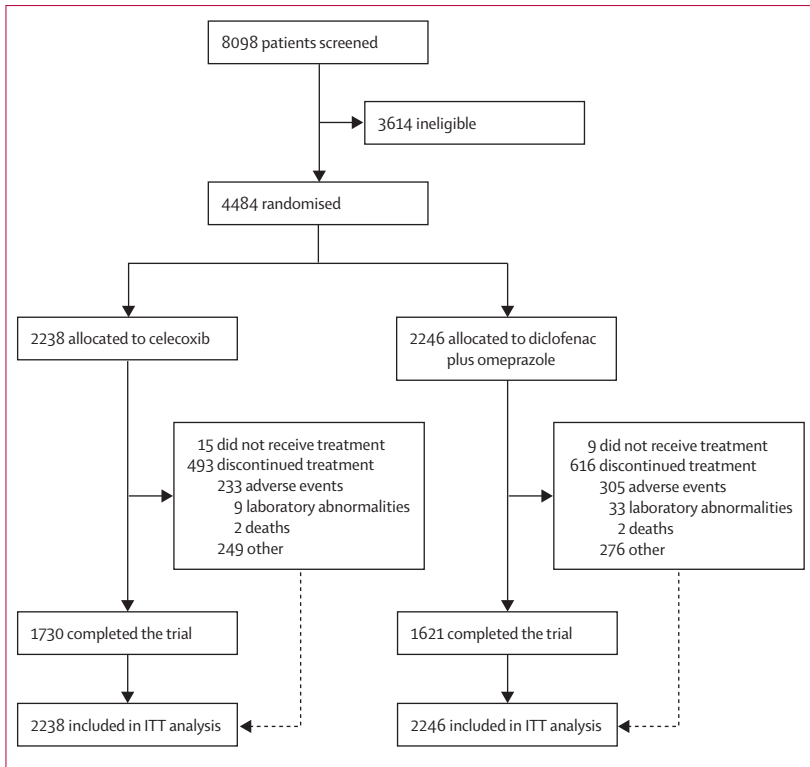 8098 patients screened
3614 ineligible
4484 randomised
2238 allocated to celecoxib
2246 allocated to diclofenac
plus omeprazole
15 did not receive treatment
493 discontinued treatment
233 adverse events
9 laboratory abnormalities
2 deaths
249 other
9 did not receive treatment
616 discontinued treatment
305 adverse events
33 laboratory abnormalities
2 deaths
276 other
1730 completed the trial
1621 completed the trial
2238 included in ITT analysis
2246 included in ITT analysis